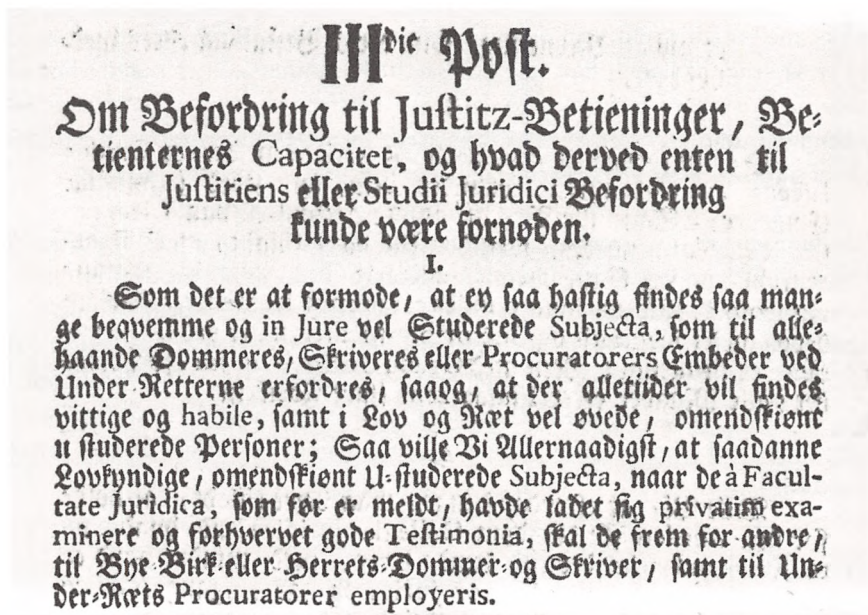 IIIdie Post.
Om Befordring til Justitz-Betieninger, Be-
tienternes Capacitet, og hvad derved enten til
Justitiens eller Studii Juridici Befordring
kunde være fornøden.
I.
Som det er at formode, at ey saa hastig findes saa man-
ge beqvemme og in Jure vel Studerede Subjecta, som til alle-
haande Dommeres, Skriveres eller Procuratorers Embeder ved
Under-Retterne erfordres, saaog, at der alletiider vil findes
vittige og habile, samt i Lov og Ræt vel øvede, omendskiønt
u studerede Personer; Saa ville Vi Allernaadigst, at saadanne
Lovkyndige, omendskiønt U-studerede Subjecta, naar de à Facul-
tate Juridica, som før er meldt, havde ladet sig privatim exa-
minere og forhvervet gode Testimonia, skal de frem for andre,
til Bye-Birk-eller Herrets-Dommer-og Skriver, samt til Un-
der-Ræts Procuratorer employeris.